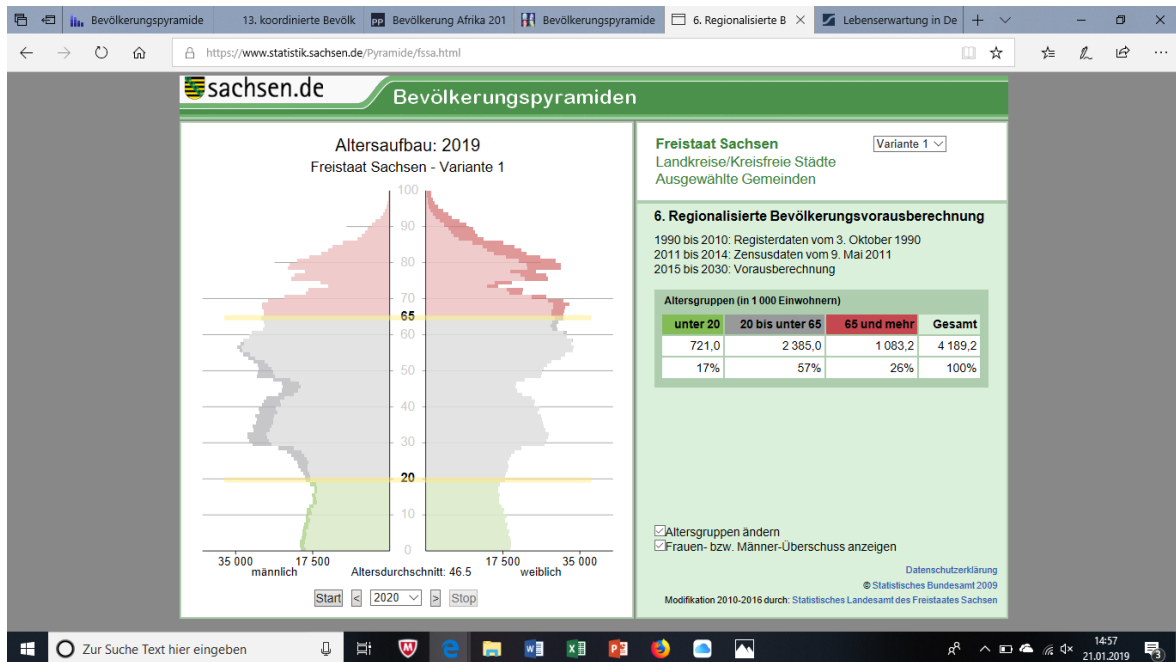 Bevölkerungspyramide
13. koordinierte Bevölk
PP Bevölkerung Afrika 201
Bevölkerungspyramide
6. Regionalisierte B
Lebenserwartung in De
https://www.statistik.sachsen.de/Pyramide/fssa.html
sachsen.de
Bevölkerungspyramiden
Altersaufbau: 2019
Freistaat Sachsen - Variante 1
100
90
80
70
65
60
50
40
30
20
10
0
35 000 17 500 17 500 35 000
männlich Altersdurchschnitt: 46.5 weiblich
Start < 2020 > Stop
Freistaat Sachsen Variante 1
Landkreise/Kreisfreie Städte
Ausgewählte Gemeinden
6. Regionalisierte Bevölkerungsvorausberechnung
1990 bis 2010: Registerdaten vom 3. Oktober 1990
2011 bis 2014: Zensusdaten vom 9. Mai 2011
2015 bis 2030: Vorausberechnung
Altersgruppen (in 1 000 Einwohnern)
unter 20 20 bis unter 65 65 und mehr Gesamt
721,0 2 385,0 1 083,2 4 189,2
17% 57% 26% 100%
Altersgruppen ändern
Frauen- bzw. Männer-Überschuss anzeigen
Datenschutzerklärung
© Statistisches Bundesamt 2009
Modifikation 2010-2016 durch: Statistisches Landesamt des Freistaates Sachsen
Zur Suche Text hier eingeben
14:57
21.01.2019
3